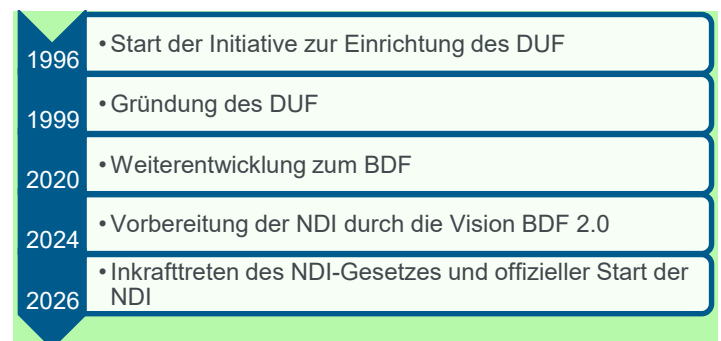 1996
• Start der Initiative zur Einrichtung des DUF
1999
• Gründung des DUF
2020
• Weiterentwicklung zum BDF
2024
• Vorbereitung der NDI durch die Vision BDF 2.0
2026
• Inkrafttreten des NDI-Gesetzes und offizieller Start der
NDI